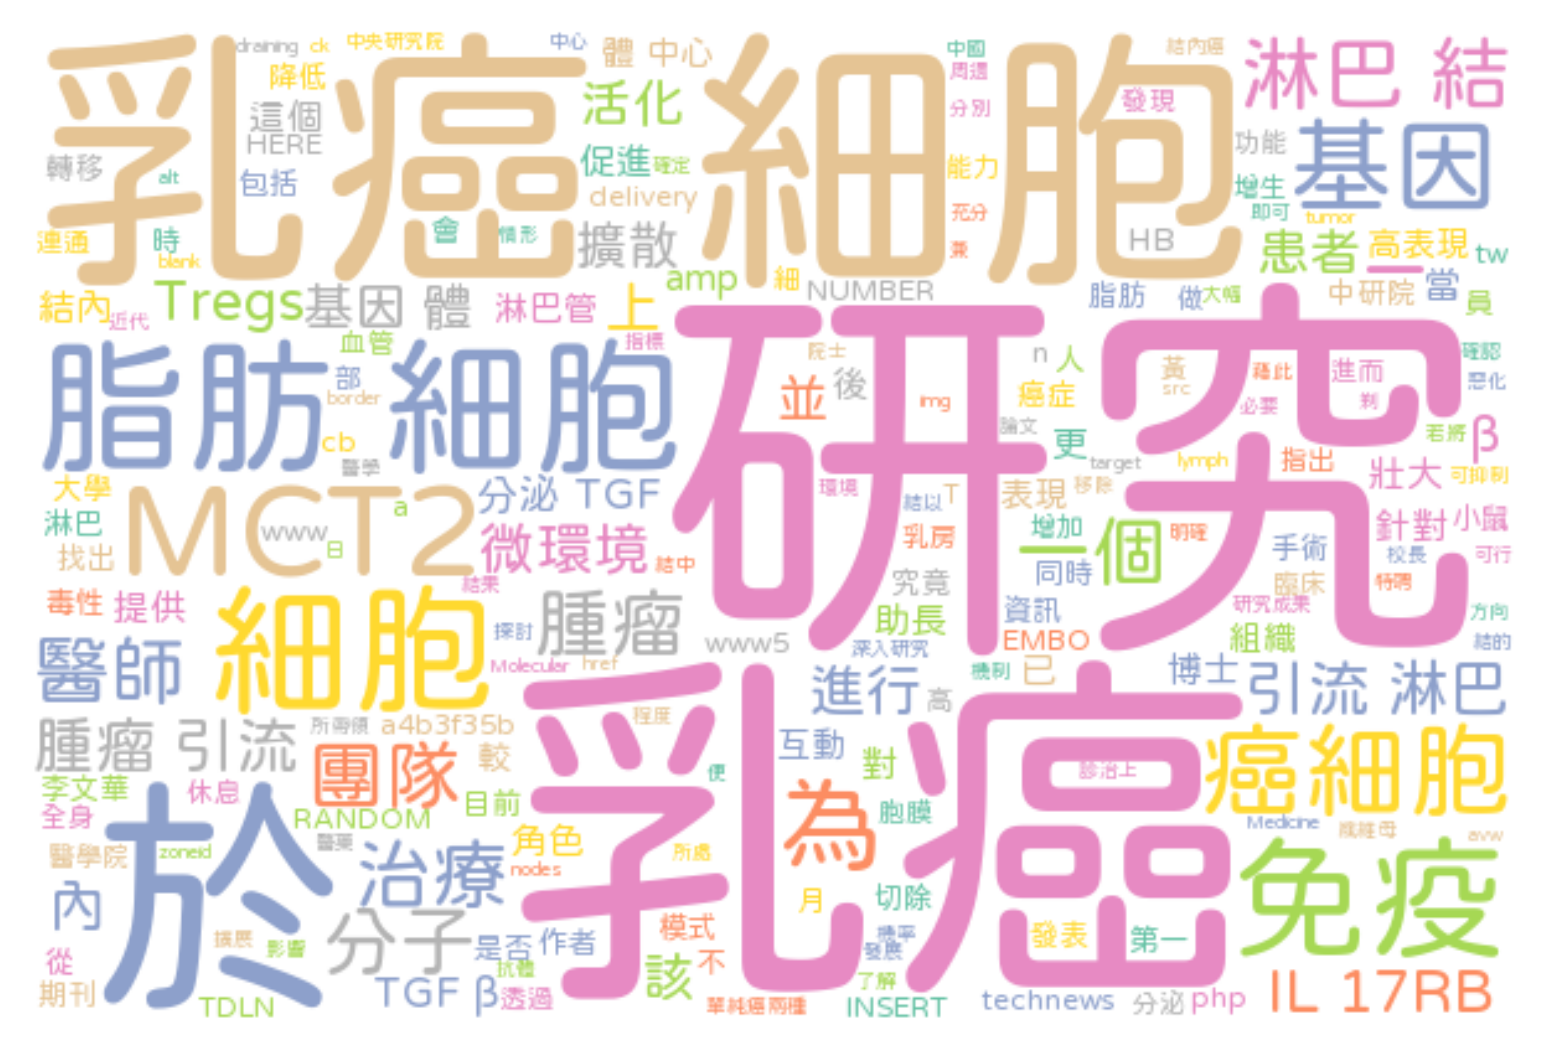 draining ck 中央研究院 中心 體 中心 中國 結內癌
乳癌細胞 淋巴 結
降低 活化 周週 發現
這個 HERE 分別 功能 基因
轉移 alt 包括 促進 確定 能力 增生
delivery 充分 即可 tumor
連通 時 blank 會 情形 擴散 兼 HB 患者 高表現 tw
amp 細 NUMBER 脂肪 做 大幅 中研院 當 員
結內 近代 Tregs 基因 體 淋巴管 上
血管 指標 研究 院士 n 人 黃 src 藉此 進而 確認
脂肪 細胞 部 border 並 後 img 癌症 必要 剃 惡化
cb 醫學 論文 更 target lymph 指出 若將 β
大學 MCT2 a 分泌 TGF 環境 結以 T 表現 移除 壯大 可抑制
淋巴 www 日 微環境 結中 乳房 增加 一個 明確 針對 小鼠
找出 結果 究竟 同時 手術 校長 可行
毒性 提供 細胞 探討 腫瘤 助長 資訊 臨床 特聘
研究成果 方向
醫師 Molecular href www5 深入研究 EMBO 組織 結的
進行 高 機制 已 博士 引流 淋巴
腫瘤 引流 所帶領 a4b3f35b 程度 乳癌 互動 對
團隊 較 便 診治上 癌細胞
李文華 休息 目前 為 胞膜
全身 RANDOM Medicine 纖維母 avw
醫學院 zoneid 醫藥 治療 角色 nodes 所處 免疫
內 於 月 切除
分子 是否 作者 模式 發表 第一
從 擴展 影響 抗體 不 機率 發展
期刊 TDLN TGF β 透過 該 單純癌兩種 了解 INSERT technews 分泌 php IL 17RB